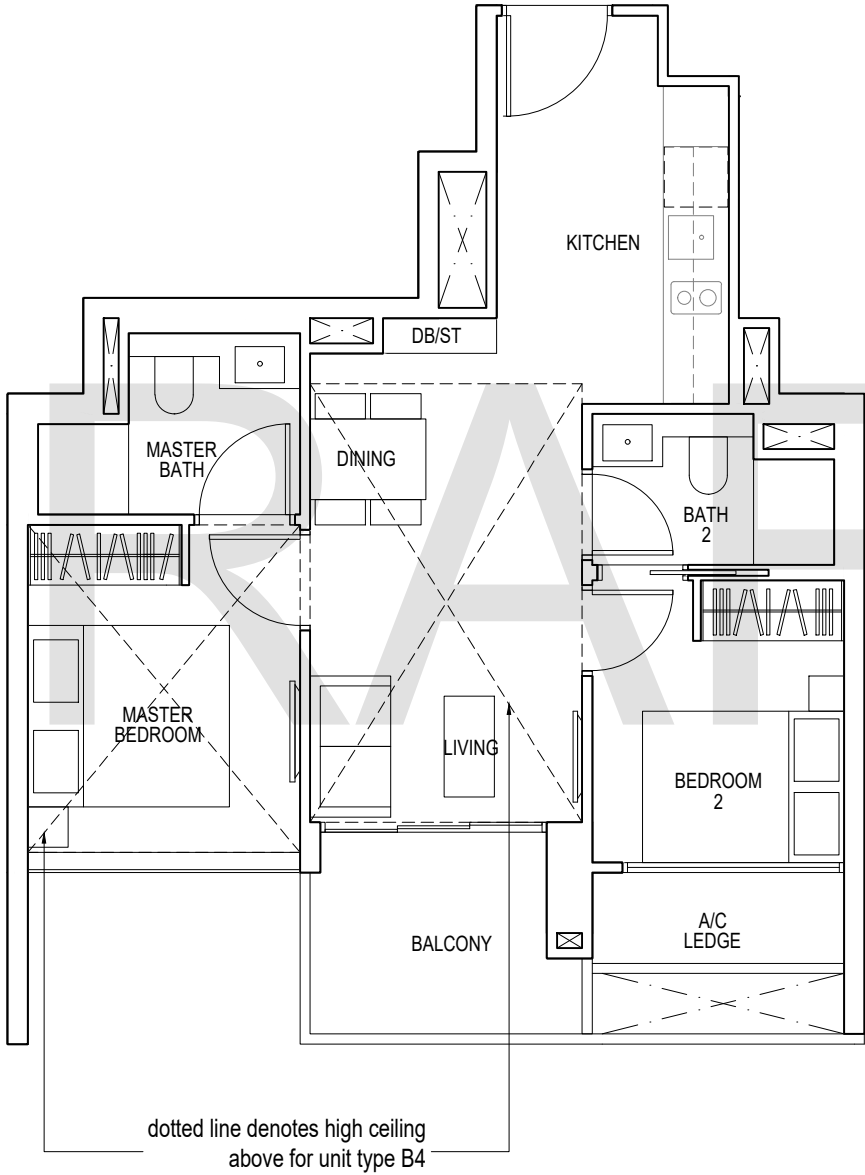 KITCHEN
DB/ST
MASTER
BATH
DINING
BATH
2
MASTER
BEDROOM
LIVING
BEDROOM
2
BALCONY
A/C
LEDGE
dotted line denotes high ceiling
above for unit type B4